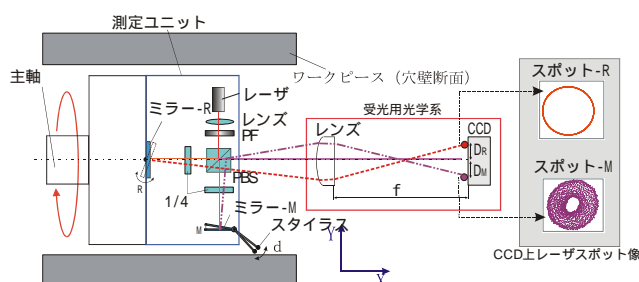 測定ユニット
主軸
ワークピース（穴壁断面）
レーザ
ミラー-R
レンズ
PF
受光用光学系
レンズ
CCD
スポット-R
DR
DM
PBS
R
1/4
f
スポット-M
ミラー-M
スタイラス
M
d
Y
X
CCD上レーザスポット像